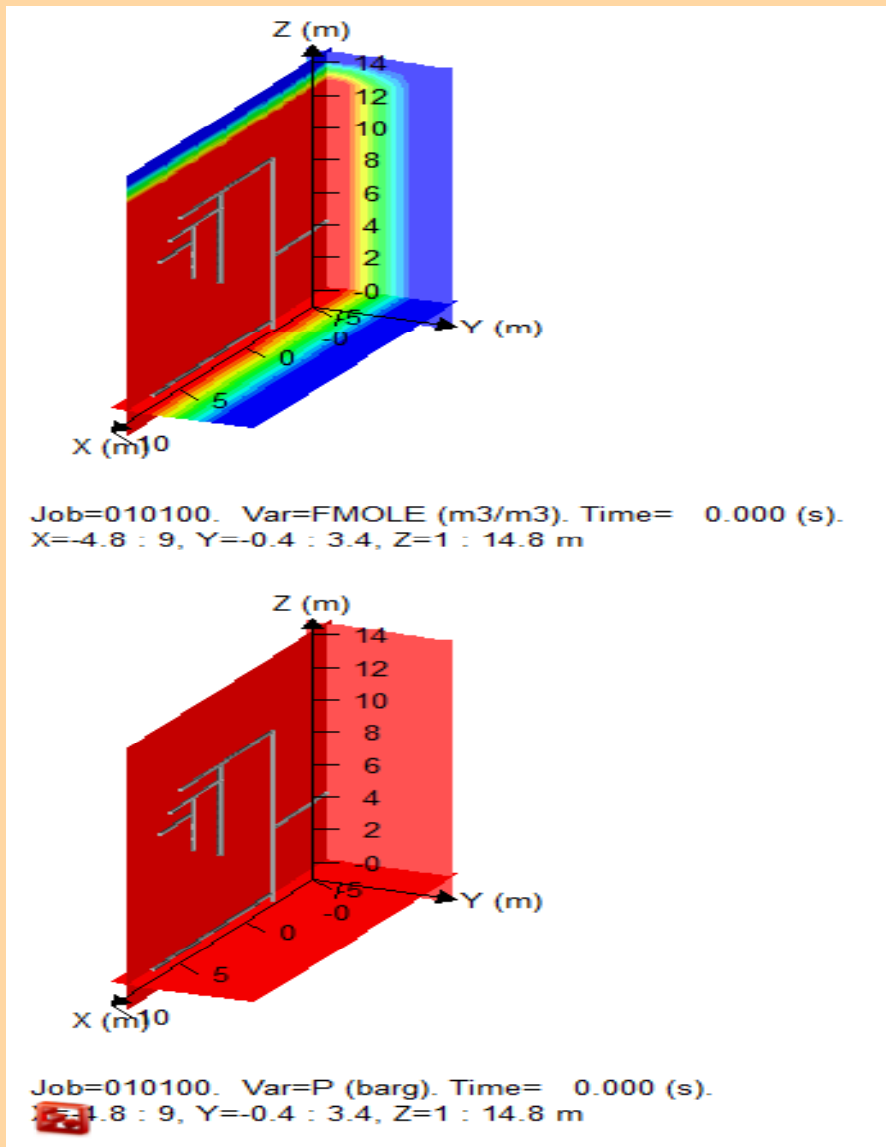 Z (m)
14
12
10
8
6
4
2
-0
Y (m)
-0
0
5
10
X (m)
Job=010100. Var=FMOLE (m3/m3). Time= 0.000 (s).
X=-4.8 : 9, Y=-0.4 : 3.4, Z=1 : 14.8 m
Z (m)
14
12
10
8
6
4
2
-0
Y (m)
-0
0
5
10
X (m)
Job=010100. Var=P (barg). Time= 0.000 (s).
4.8 : 9, Y=-0.4 : 3.4, Z=1 : 14.8 m